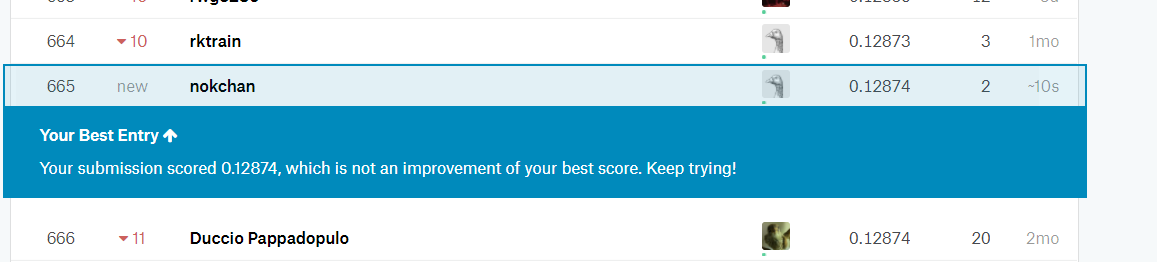 664 10 rktrain 0.12873 3 1mo
665 new nokchan 0.12874 2 ~10s
Your Best Entry
Your submission scored 0.12874, which is not an improvement of your best score. Keep trying!
666 11 Duccio Pappadopulo 0.12874 20 2mo